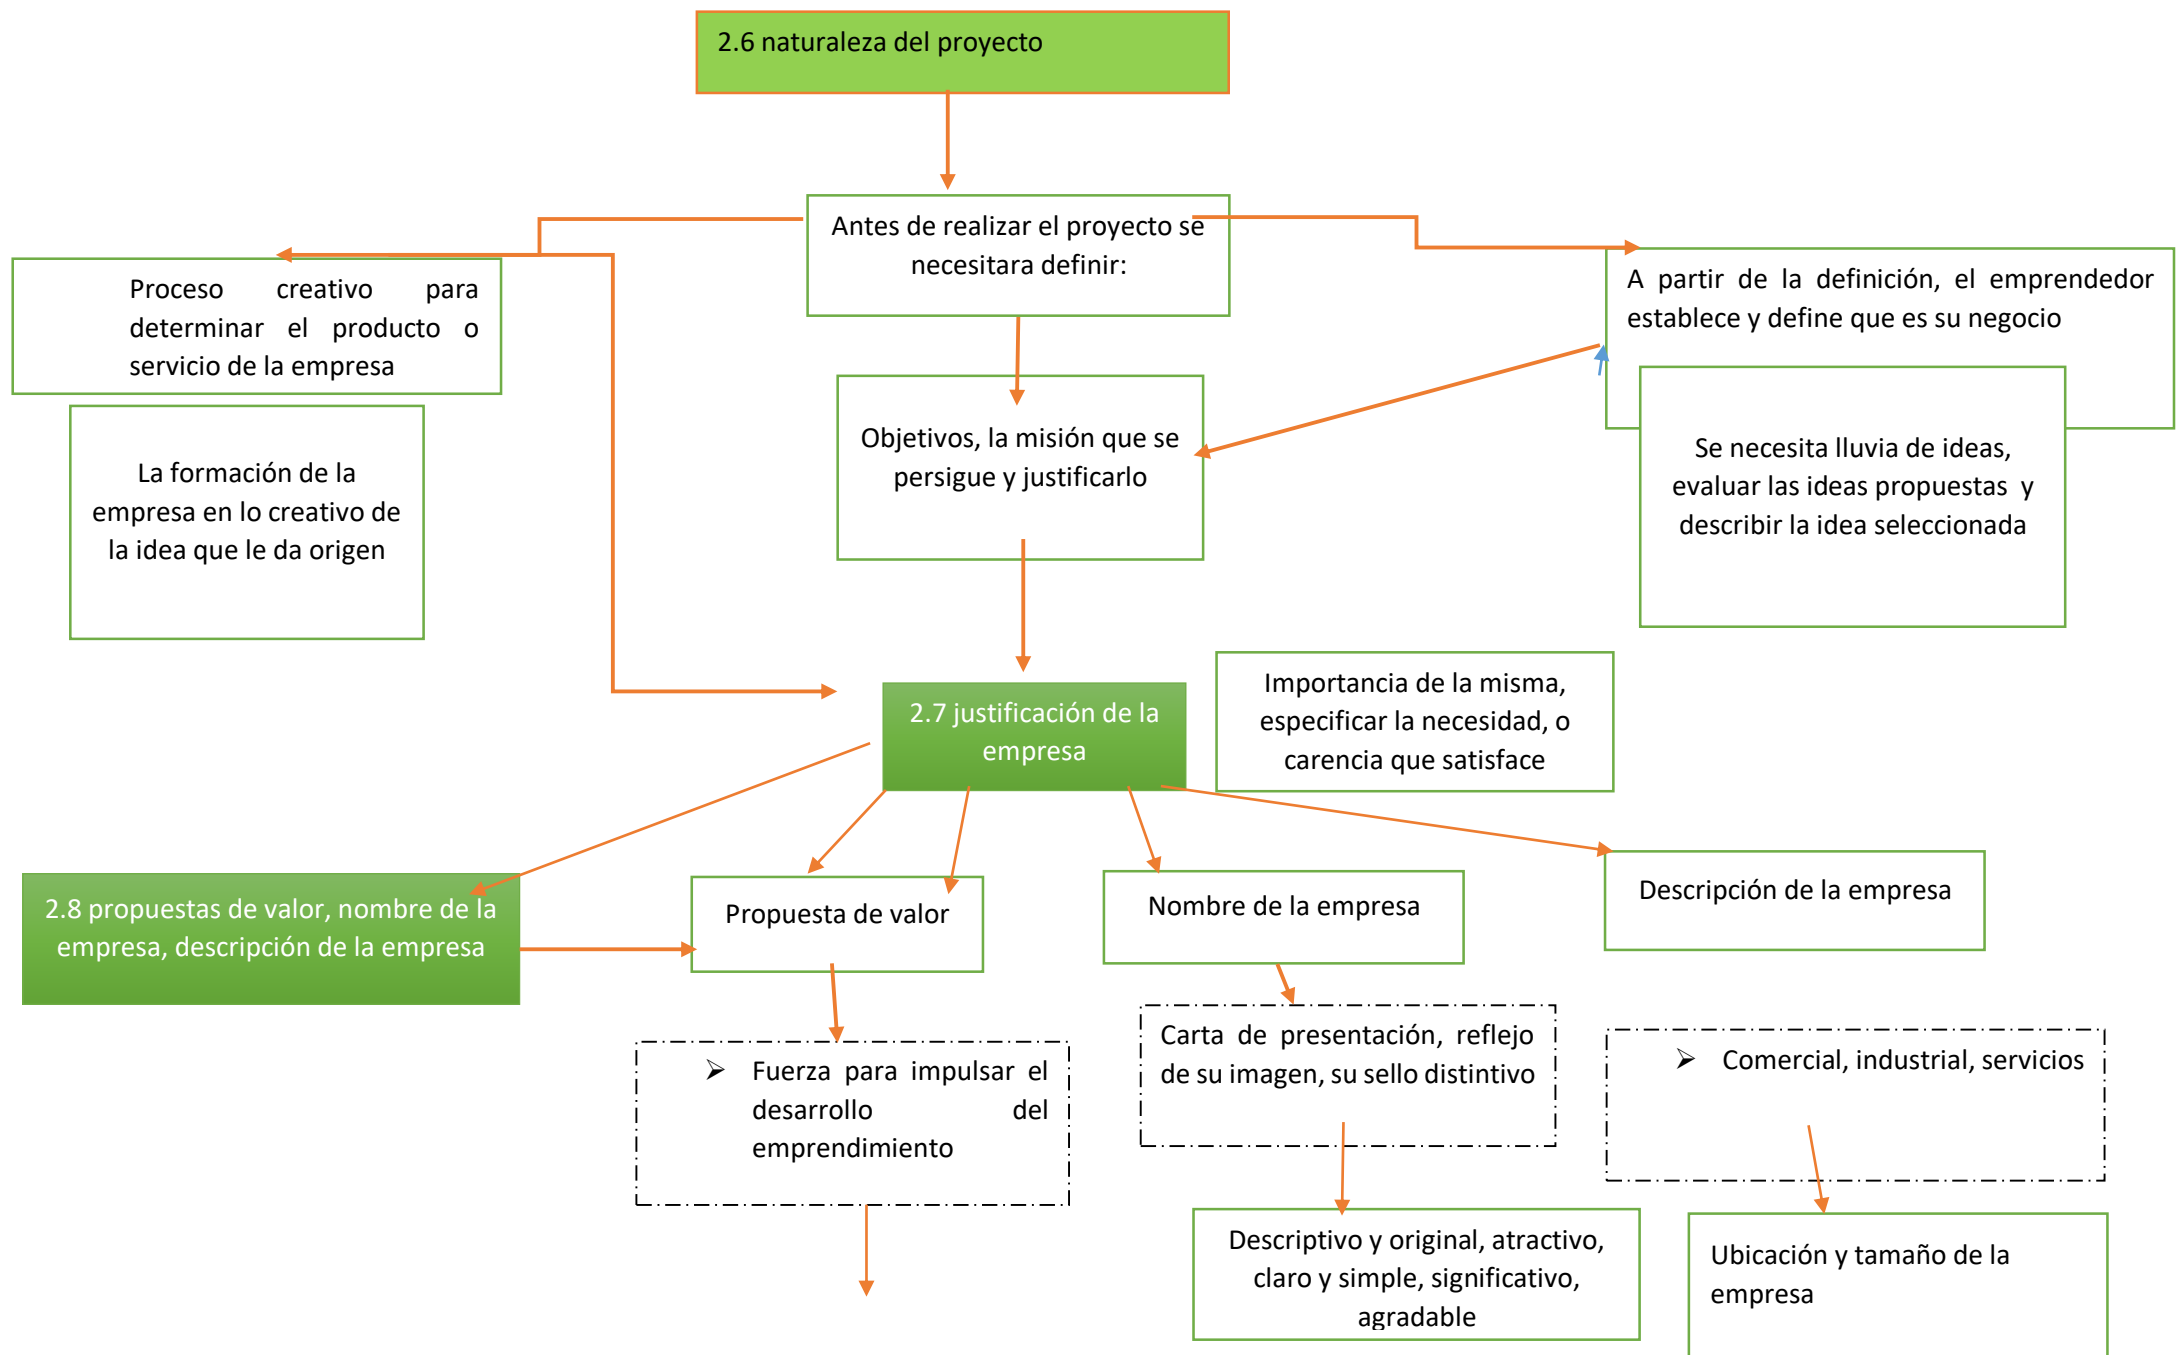 2.6 naturaleza del proyecto
Antes de realizar el proyecto se
necesitara definir:
Proceso creativo para
determinar el producto o
servicio de la empresa
A partir de la definición, el emprendedor
establece y define que es su negocio
La formación de la
empresa en lo creativo de
la idea que le da origen
Objetivos, la misión que se
persigue y justificarlo
Se necesita lluvia de ideas,
evaluar las ideas propuestas y
describir la idea seleccionada
2.7 justificación de la
empresa
Importancia de la misma,
especificar la necesidad, o
carencia que satisface
2.8 propuestas de valor, nombre de la
empresa, descripción de la empresa
Propuesta de valor
Nombre de la empresa
Descripción de la empresa
➢ Fuerza para impulsar el
desarrollo del
emprendimiento
Carta de presentación, reflejo
de su imagen, su sello distintivo
➢ Comercial, industrial, servicios
Descriptivo y original, atractivo,
claro y simple, significativo,
agradable
Ubicación y tamaño de la
empresa